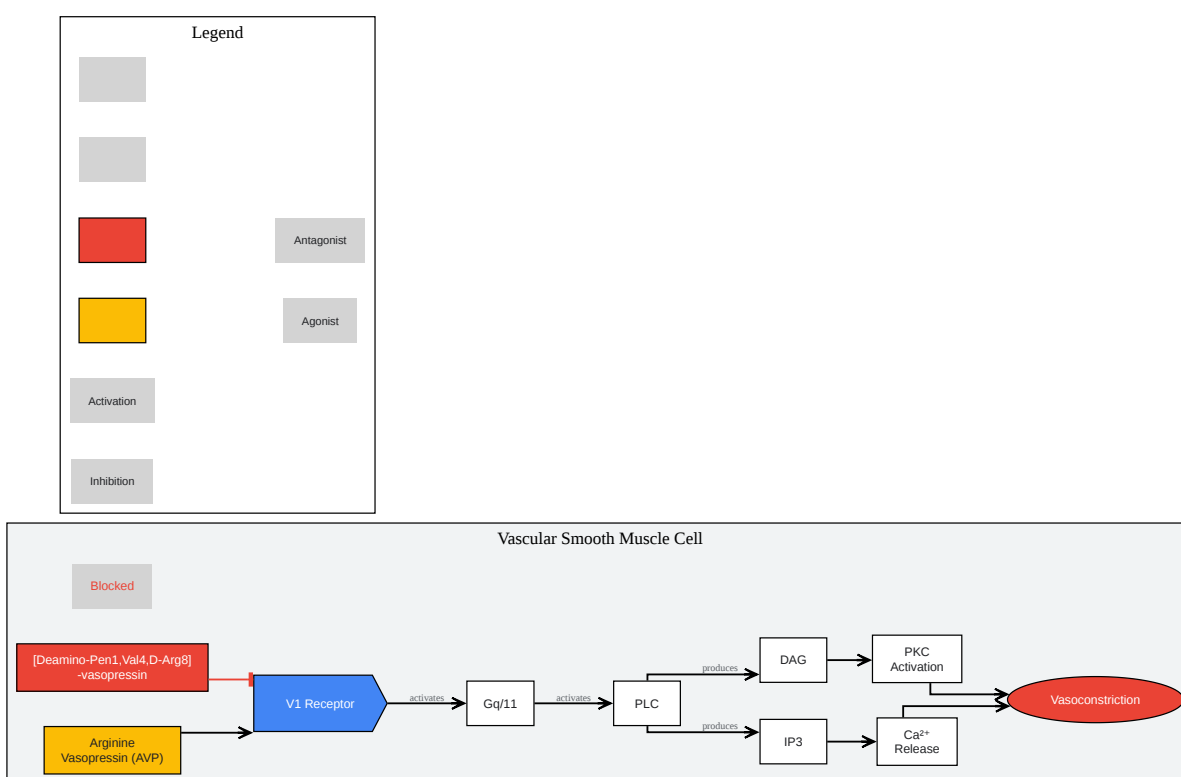 Legend
Antagonist
Agonist
Activation
Inhibition
Vascular Smooth Muscle Cell
Blocked
[Deamino-Pen1,Val4,D-Arg8]
-vasopressin
Arginine
Vasopressin (AVP)
V1 Receptor
activates
Gq/11
activates
PLC
produces
DAG
PKC
Activation
produces
IP3
Ca²⁺
Release
Vasoconstriction